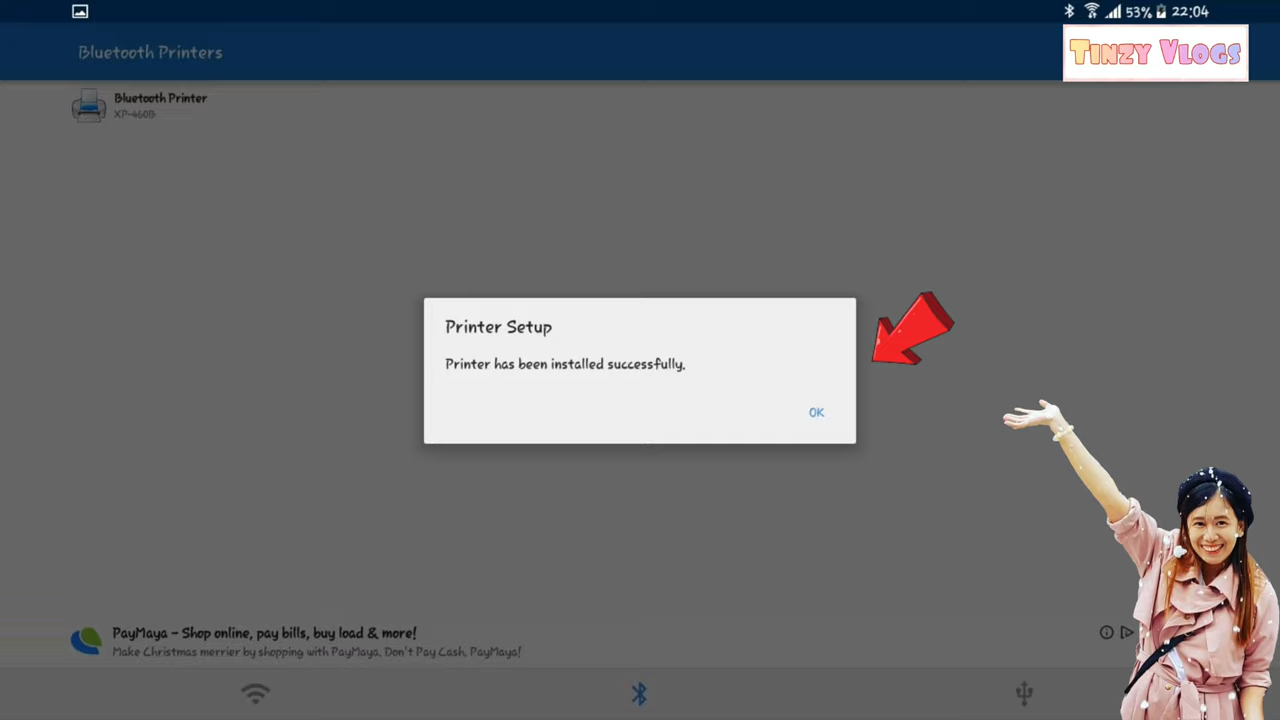 53% 22:04
Bluetooth Printers
TINZY VLOGS
Bluetooth Printer
XP-460B
Printer Setup
Printer has been installed successfully.
OK
PayMaya - Shop online, pay bills, buy load & more!
Make Christmas merrier by shopping with PayMaya. Don't Pay Cash, PayMaya!